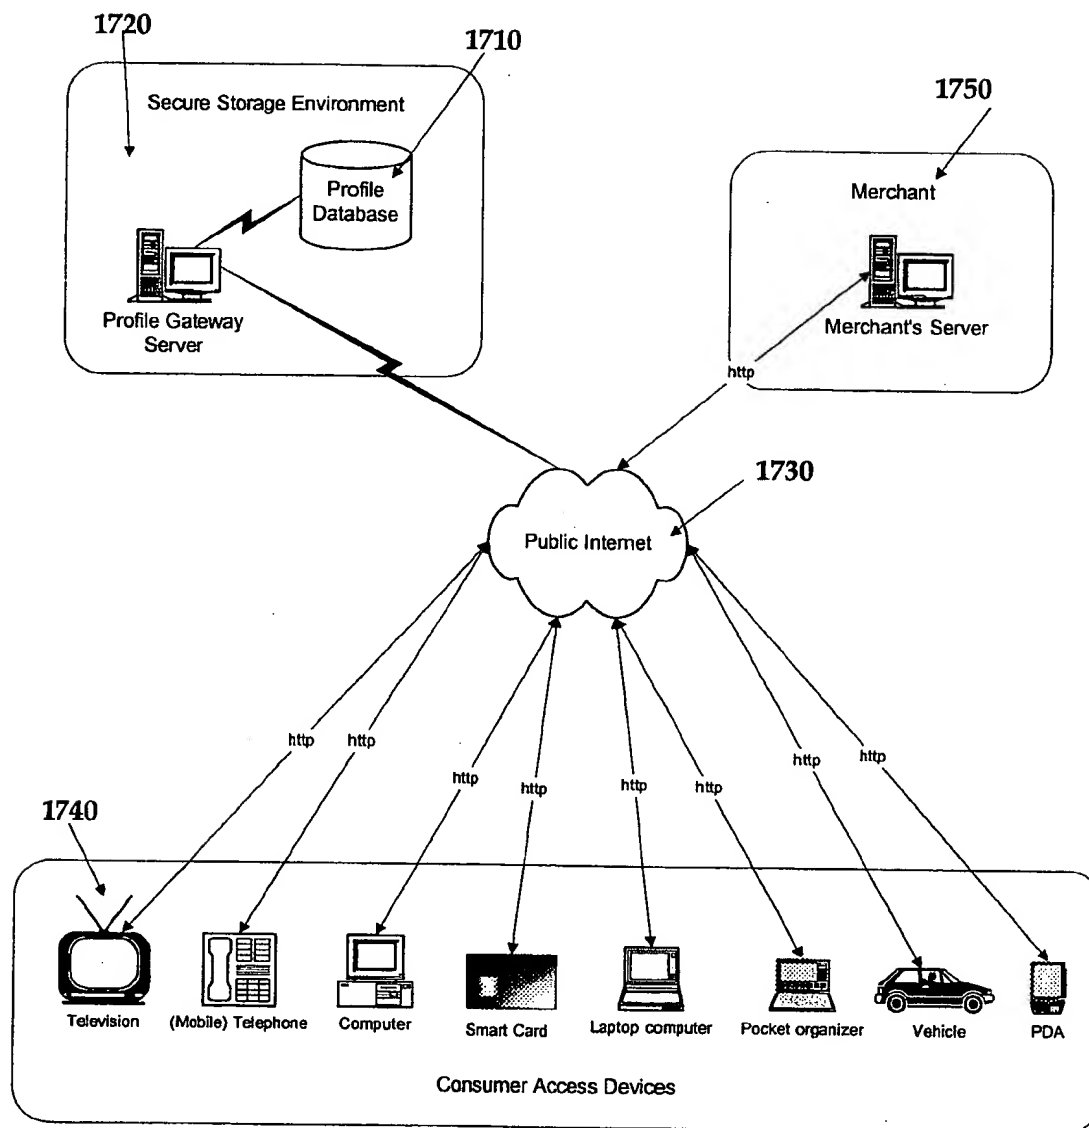 1720
1710
Secure Storage Environment
Profile
Database
Profile Gateway
Server
1750
Merchant
Merchant's Server
http
1730
Public Internet
http
http
http
http
http
http
http
http
1740
Television
(Mobile) Telephone
Computer
Smart Card
Laptop computer
Pocket organizer
Vehicle
PDA
Consumer Access Devices